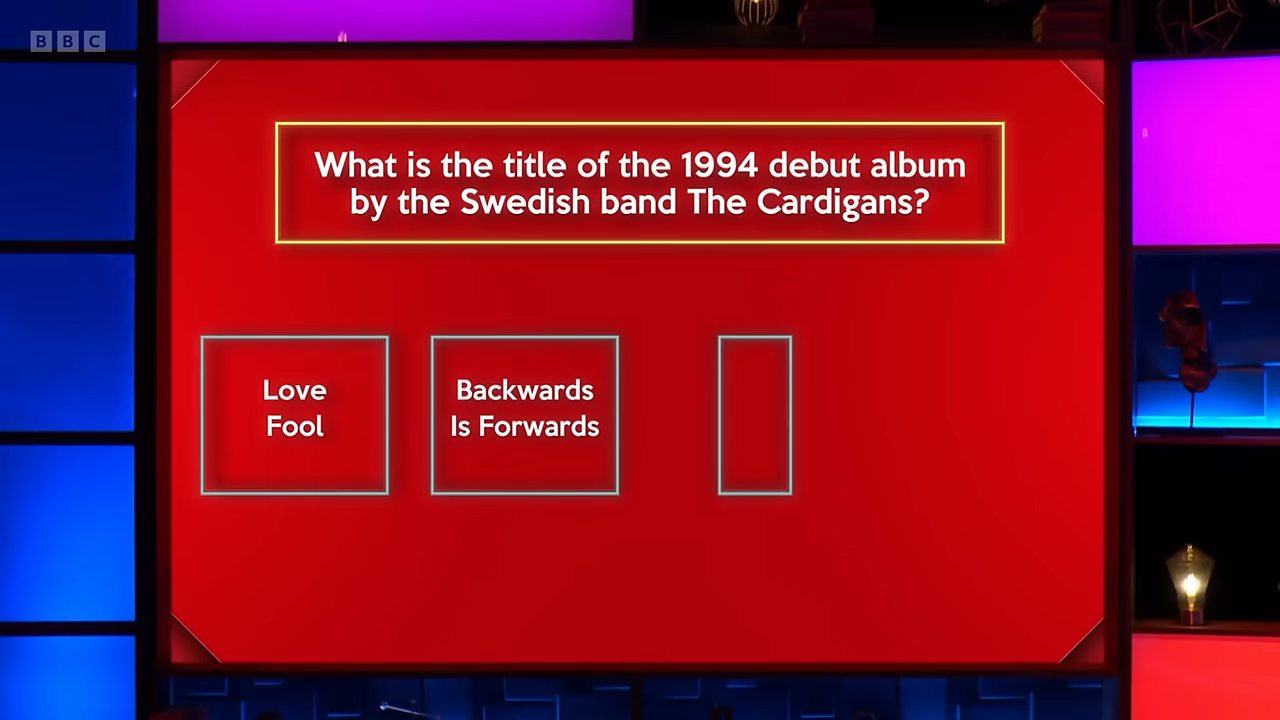 BBC
What is the title of the 1994 debut album
by the Swedish band The Cardigans?
Love
Fool
Backwards
Is Forwards